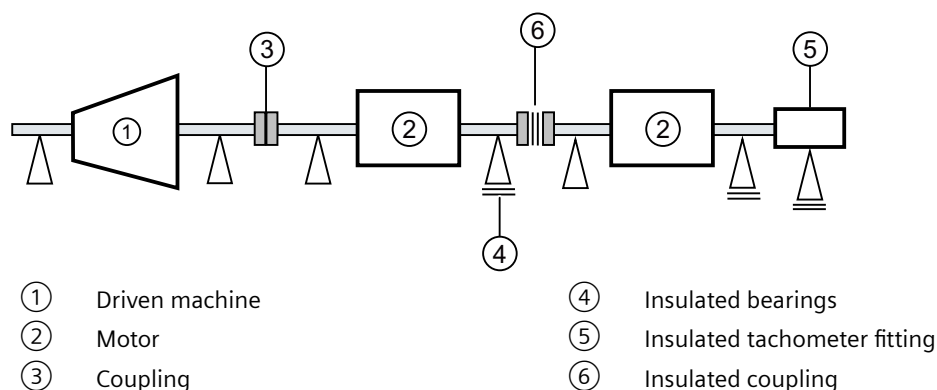 ⑥
③ ⑤
① ② ②
④
① Driven machine ④ Insulated bearings
② Motor ⑤ Insulated tachometer fitting
③ Coupling ⑥ Insulated coupling